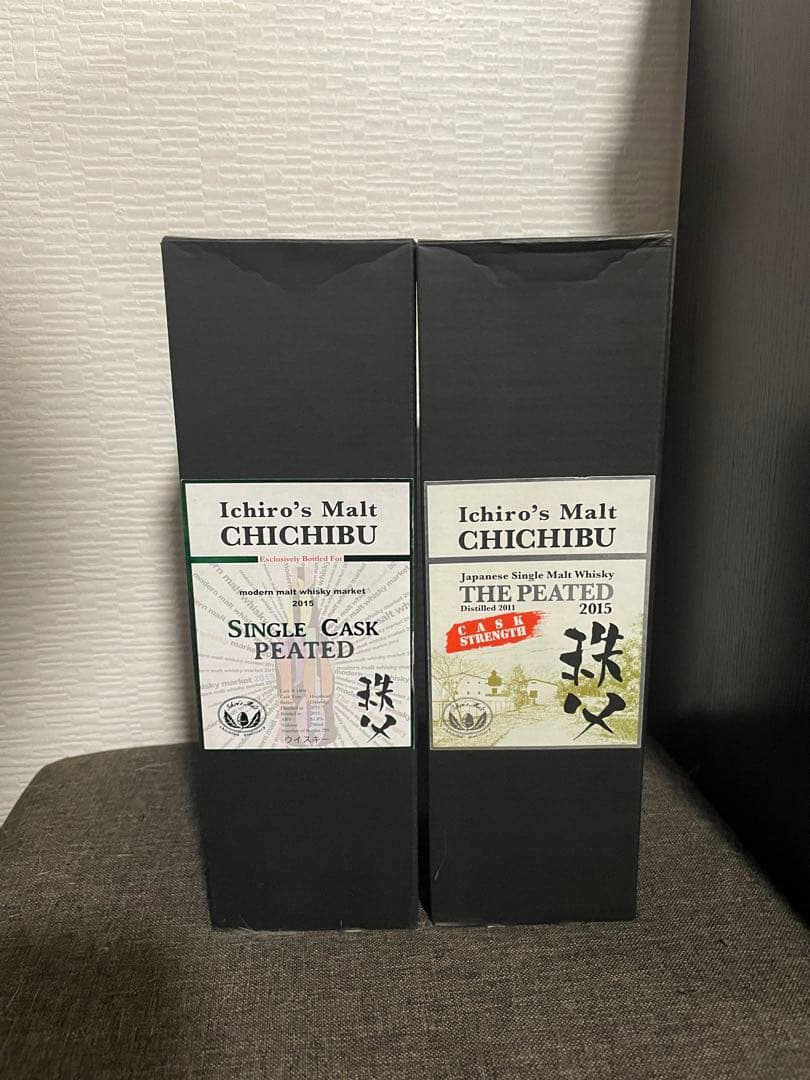 Ichiro's Malt
CHICHIBU
Exclusively Bottled For
modern malt whisky market
2015
SINGLE CASK
PEATED
秩父
ウイスキー
Ichiro's Malt
CHICHIBU
Japanese Single Malt Whisky
THE PEATED
Distilled 2011 2015
CASK
STRENGTH
秩父